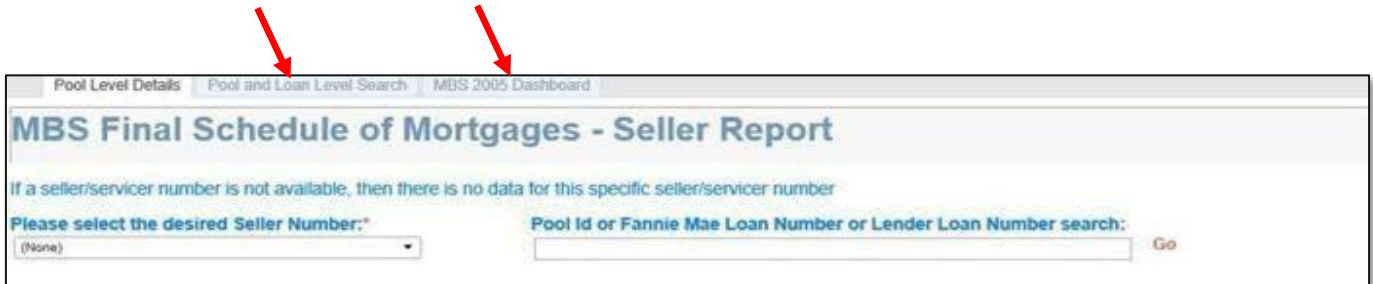 Pool Level Details Pool and Loan Level Search MBS 2005 Dashboard
MBS Final Schedule of Mortgages - Seller Report
If a seller/servicer number is not available, then there is no data for this specific seller/servicer number
Please select the desired Seller Number:* Pool Id or Fannie Mae Loan Number or Lender Loan Number search:
(None) Go